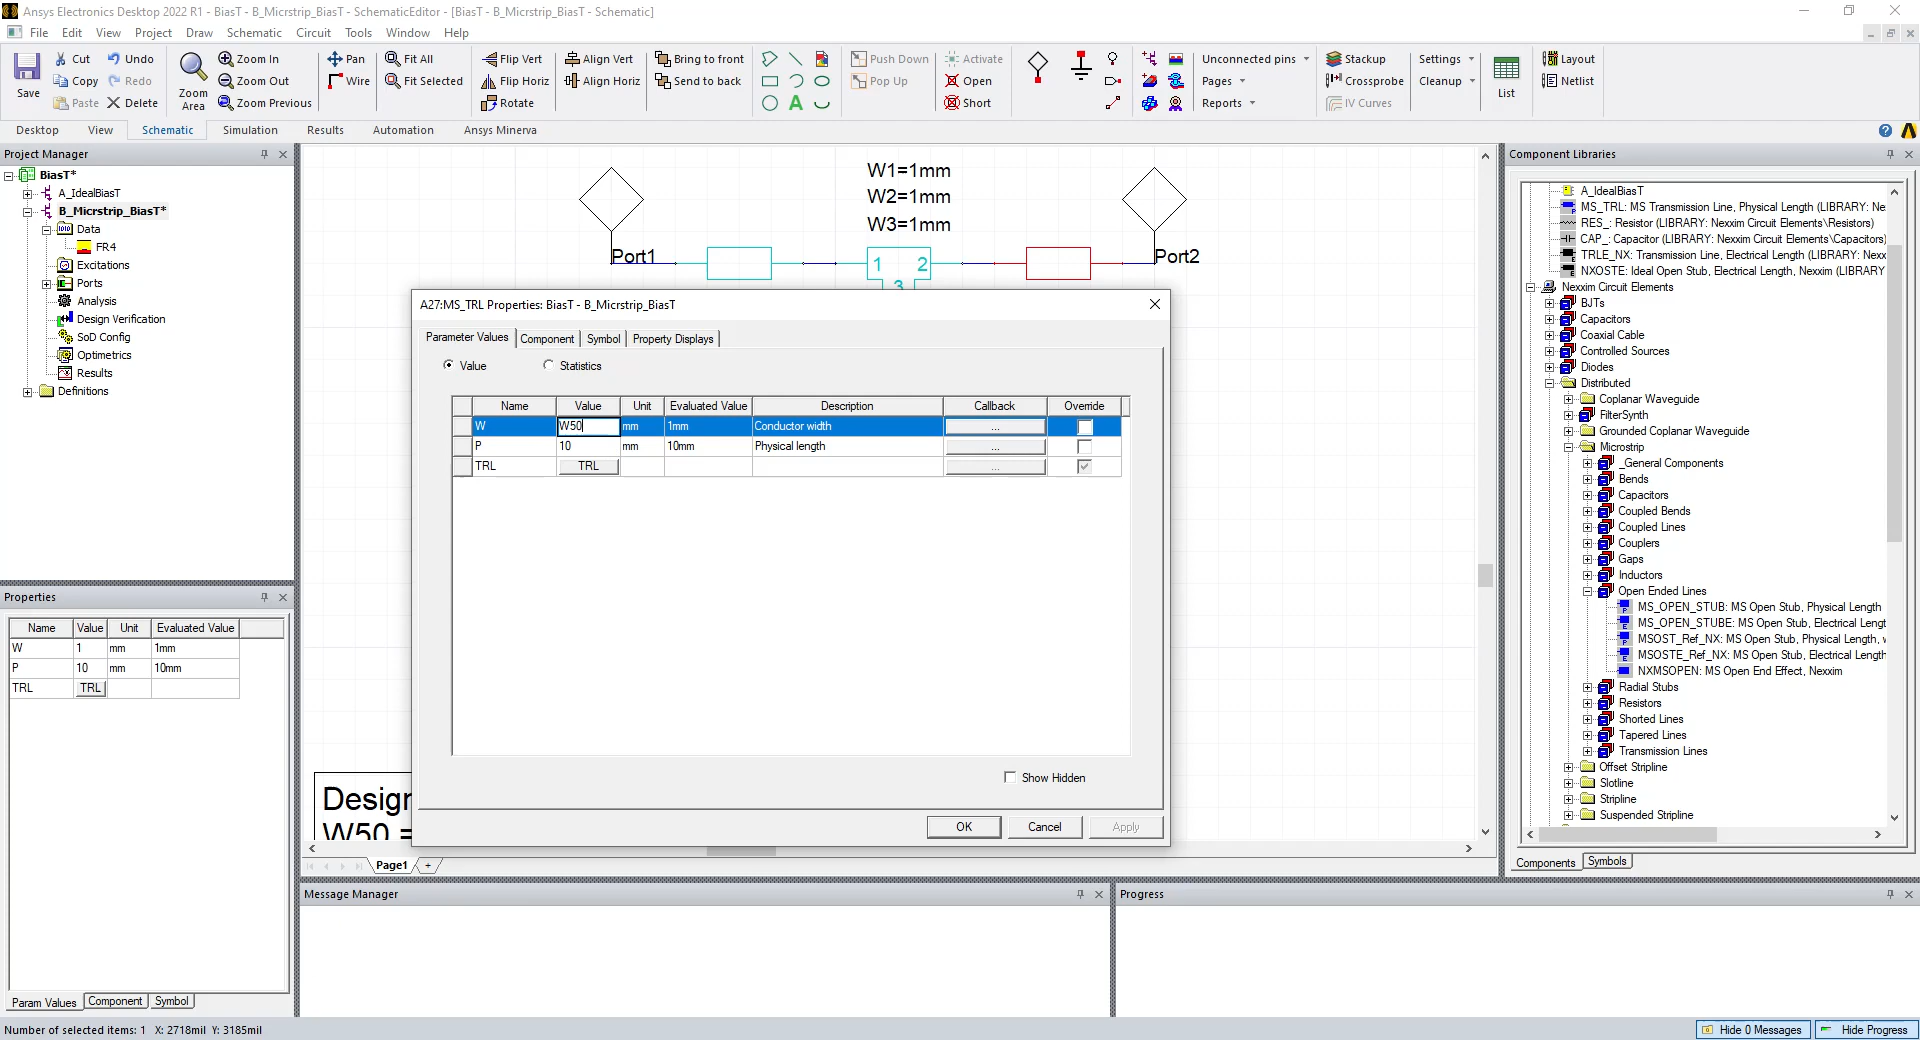 Ansys Electronics Desktop 2022 R1 - BiasT - B_Micrstrip_BiasT - SchematicEditor - [BiasT - B_Micrstrip_BiasT - Schematic]
File Edit View Project Draw Schematic Circuit Tools Window Help
Save
Cut
Copy
Paste
Undo
Redo
Delete
Zoom
Area
Zoom In
Zoom Out
Zoom Previous
Pan
Wire
Fit All
Fit Selected
Flip Vert
Flip Horiz
Rotate
Align Vert
Align Horiz
Bring to front
Send to back
A
Push Down
Pop Up
Activate
Open
Short
Unconnected pins
Pages
Reports
Stackup
Crossprobe
IV Curves
Settings
Cleanup
List
Layout
Netlist
Desktop View Schematic Simulation Results Automation Ansys Minerva
Project Manager
BiasT*
A_IdealBiasT
B_Micrstrip_BiasT*
Data
FR4
Excitations
Ports
Analysis
Design Verification
SoD Config
Optimetrics
Results
Definitions
Properties
Name Value Unit Evaluated Value
W 1 mm 1mm
P 10 mm 10mm
TRL TRL
Param Values Component Symbol
W1=1mm
W2=1mm
W3=1mm
Port1
1 2
3
Port2
A27:MS_TRL Properties: BiasT - B_Micrstrip_BiasT
Parameter Values Component Symbol Property Displays
Value Statistics
Name Value Unit Evaluated Value Description Callback Override
W W50 mm 1mm Conductor width ...
P 10 mm 10mm Physical length ...
TRL TRL ...
Show Hidden
OK Cancel Apply
Design
W50 =
Page1 +
Message Manager
Progress
Component Libraries
A_IdealBiasT
MS_TRL: MS Transmission Line, Physical Length (LIBRARY: Ne
RES_: Resistor (LIBRARY: Nexxim Circuit Elements\Resistors)
CAP_: Capacitor (LIBRARY: Nexxim Circuit Elements\Capacitors)
TRLE_NX: Transmission Line, Electrical Length (LIBRARY: Nexx
NXOSTE: Ideal Open Stub, Electrical Length, Nexxim (LIBRARY
Nexxim Circuit Elements
BJTs
Capacitors
Coaxial Cable
Controlled Sources
Diodes
Distributed
Coplanar Waveguide
FilterSynth
Grounded Coplanar Waveguide
Microstrip
_General Components
Bends
Capacitors
Coupled Bends
Coupled Lines
Couplers
Gaps
Inductors
Open Ended Lines
MS_OPEN_STUB: MS Open Stub, Physical Length
MS_OPEN_STUBE: MS Open Stub, Electrical Lengt
MSOST_Ref_NX: MS Open Stub, Physical Length, w
MSOSTE_Ref_NX: MS Open Stub, Electrical Length
NXMSOPEN: MS Open End Effect, Nexxim
Radial Stubs
Resistors
Shorted Lines
Tapered Lines
Transmission Lines
Offset Stripline
Slotline
Stripline
Suspended Stripline
Components Symbols
Number of selected items: 1 X: 2718mil Y: 3185mil
Hide 0 Messages Hide Progress